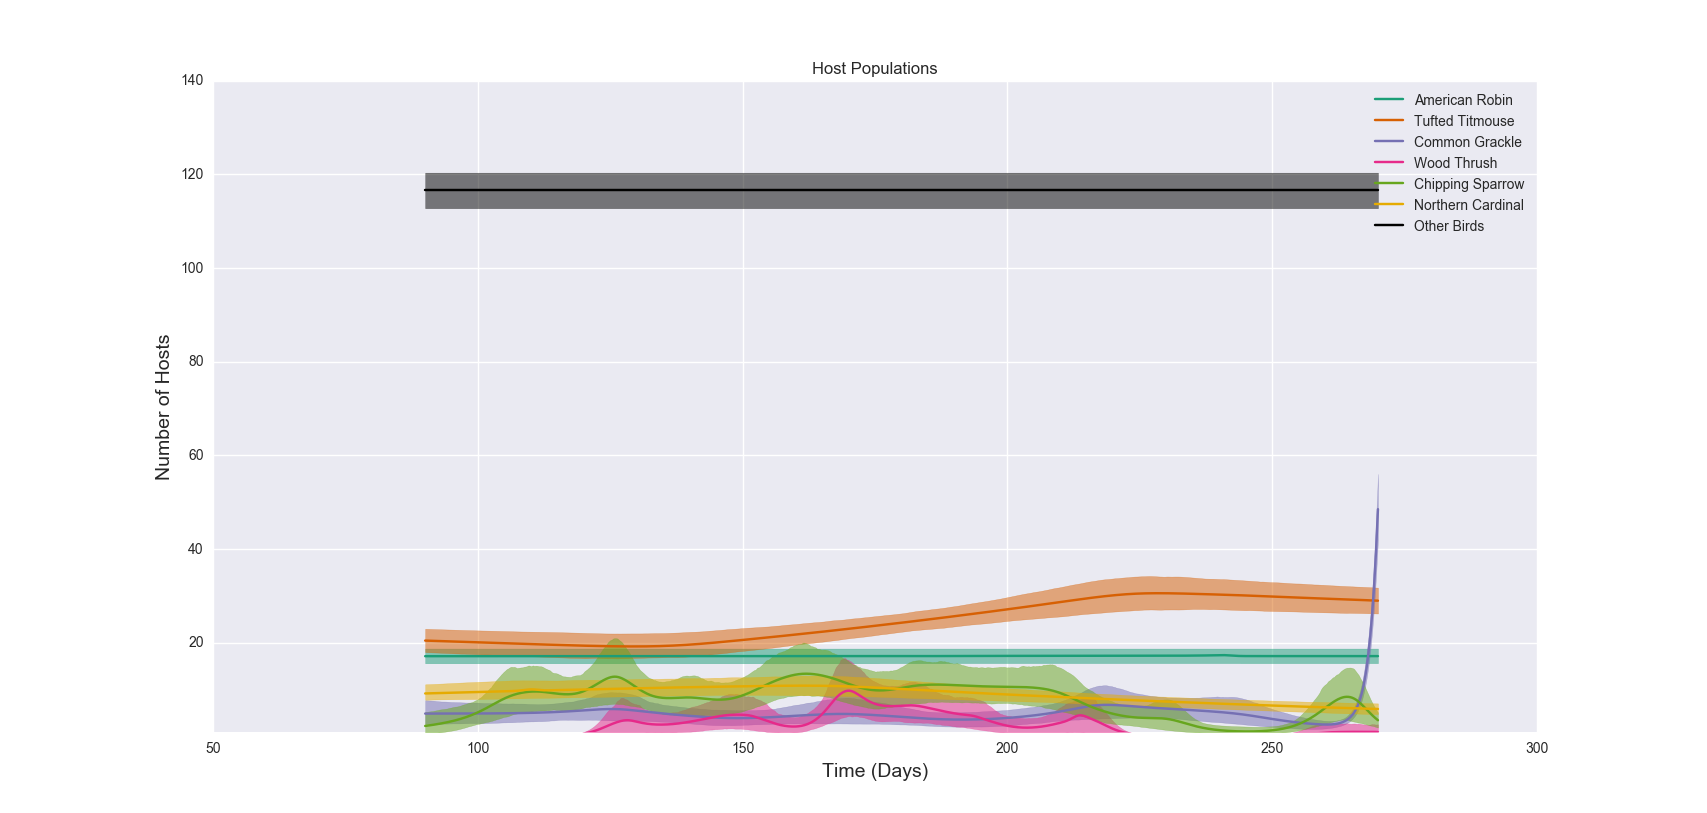 Host Populations
140
120
100
80
60
40
20
Number of Hosts
American Robin
Tufted Titmouse
Common Grackle
Wood Thrush
Chipping Sparrow
Northern Cardinal
Other Birds
50
100
150
200
250
300
Time (Days)